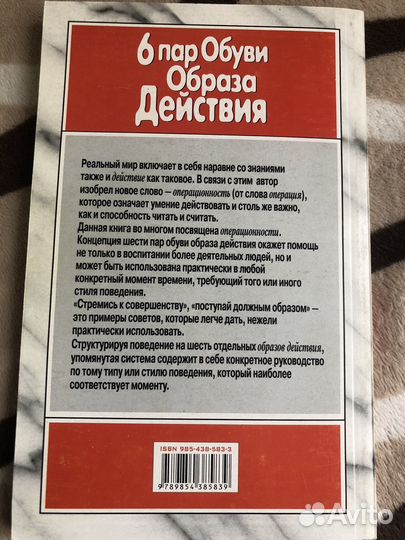 6 пар Обуви
Образа
Действия
Реальный мир включает в себя наравне со знаниями
также и действие как таковое. В связи с этим автор
изобрел новое слово – операционность (от слова операция),
которое означает умение действовать и столь же важно,
как и способность читать и считать.
Данная книга во многом посвящена операционности.
Концепция шести пар обуви образа действия окажет помощь
не только в воспитании более деятельных людей, но и
может быть использована практически в любой
конкретный момент времени, требующий того или иного
стиля поведения.
«Стремись к совершенству», «поступай должным образом» –
это примеры советов, которые легче дать, нежели
практически использовать.
Структурируя поведение на шесть отдельных образов действия,
упомянутая система содержит в себе конкретное руководство
по тому типу или стилю поведения, который наиболее
соответствует моменту.
ISBN 985-438-583-3
9 789854 385839
Avito